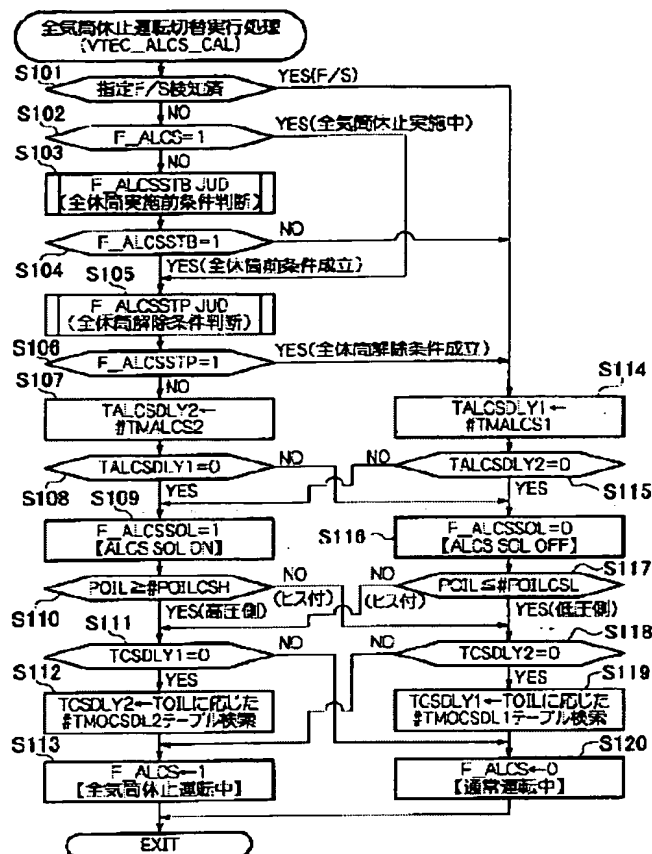 全気筒休止運転切替実行処理
(VTEC_ALCS_CAL)
S101
指定F/S検知済
YES(F/S)
NO
S102
F_ALCS=1
YES(全気筒休止実施中)
NO
S103
F_ALCSSTB JUD
(全休筒実施前条件判断)
F_ALCSSTB=1
NO
S104
YES(全休筒前条件成立)
S105
F_ALCSSTP JUD
(全休筒解除条件判断)
S106
F_ALCSSTP=1
YES(全休筒解除条件成立)
NO
S107
TALCSDLY2←
#TMALCS2
S114
TALCSDLY1←
#TMALCS1
TALCSDLY1=0
NO
S108
YES
NO
TALCSDLY2=0
S115
YES
S109
F_ALCSSOL=1
【ALCS SOL ON】
S116
F_ALCSSOL=0
【ALCS SOL OFF】
POIL≥#POILCSH
NO
(ヒス付)
S110
YES(高圧側)
S117
NO
(ヒス付)
POIL≤#POILCSL
YES(低圧側)
S111
TCSDLY1=0
NO
YES
S118
NO
TCSDLY2=0
YES
S112
TCSDLY2←TOILに応じた
#TMOCSDL2テーブル検索
S119
TCSDLY1←TOILに応じた
#TMOCSDL1テーブル検索
S113
F_ALCS←1
【全気筒休止運転中】
S120
F_ALCS←0
【通常運転中】
EXIT